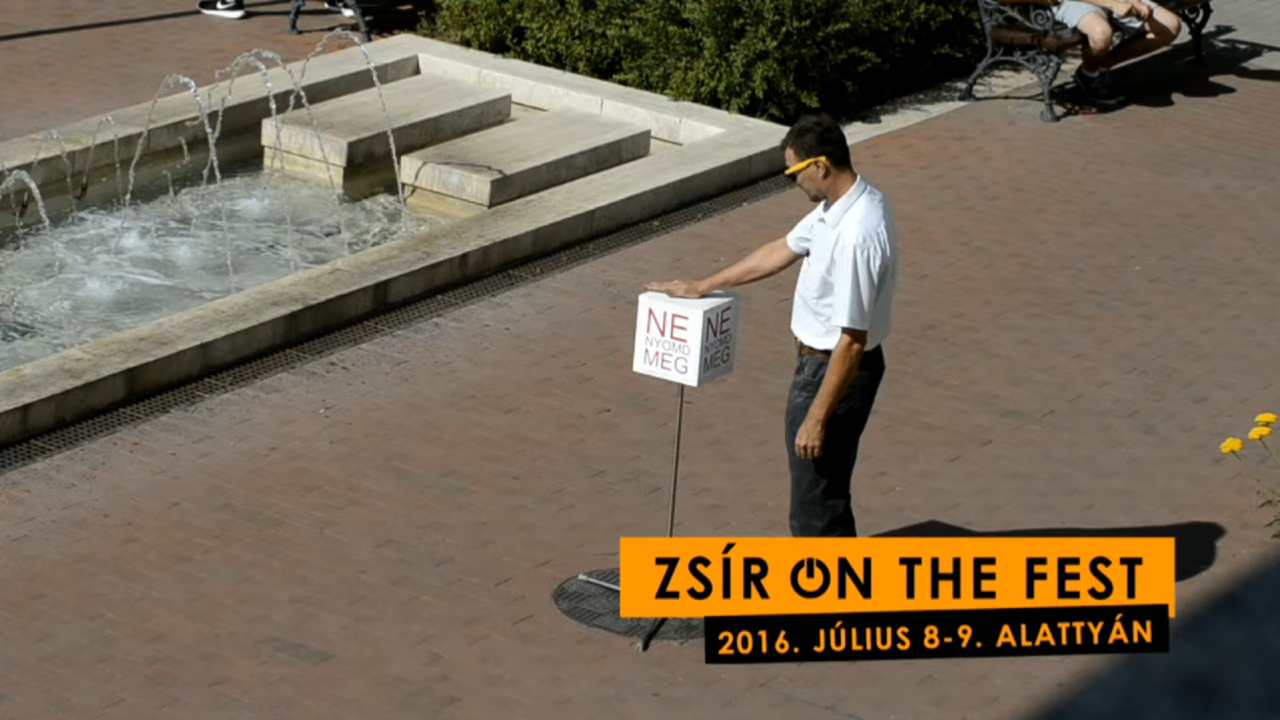 NE
NYOMD
MEG
NE
NYOMD
MEG
ZSÍR ON THE FEST
2016. JÚLIUS 8-9. ALATTYÁN